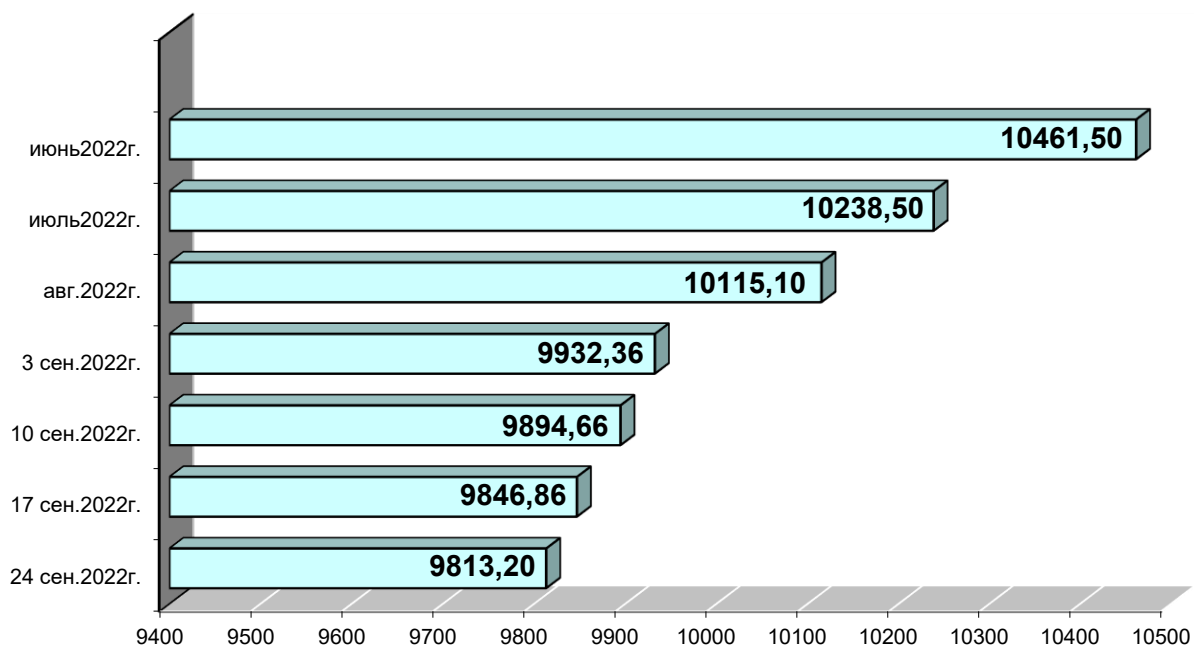 июнь2022г. 10461,50
июль2022г. 10238,50
авг.2022г. 10115,10
3 сен.2022г. 9932,36
10 сен.2022г. 9894,66
17 сен.2022г. 9846,86
24 сен.2022г. 9813,20
9400 9500 9600 9700 9800 9900 10000 10100 10200 10300 10400 10500